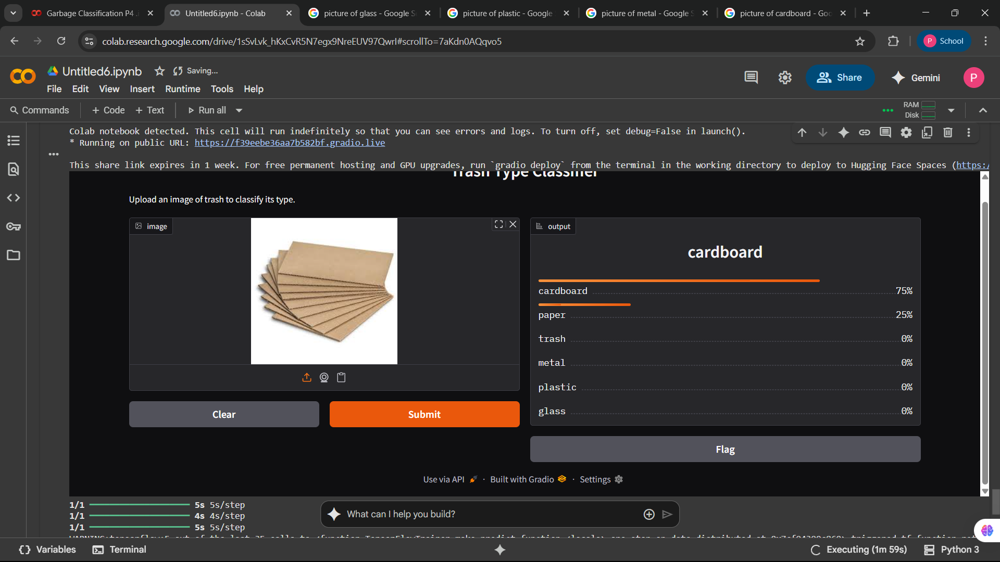 Garbage Classification P4 .i
Untitled6.ipynb - Colab
picture of glass - Google S
picture of plastic - Google
picture of metal - Google S
picture of cardboard - Goo
colab.research.google.com/drive/1sSvLvk_hKxCvR5N7egx9NreEUV97Qwrl#scrollTo=7aKdn0AQqvo5
P School
Untitled6.ipynb
Saving...
File Edit View Insert Runtime Tools Help
Share
Gemini
P
Commands
+ Code + Text
Run all
RAM
Disk
Colab notebook detected. This cell will run indefinitely so that you can see errors and logs. To turn off, set debug=False in launch().
* Running on public URL: https://f39eebe36aa7b582bf.gradio.live
This share link expires in 1 week. For free permanent hosting and GPU upgrades, run `gradio deploy` from the terminal in the working directory to deploy to Hugging Face Spaces (https:/
Trash Type Classifier
Upload an image of trash to classify its type.
image
output
cardboard
cardboard 75%
paper 25%
trash 0%
metal 0%
plastic 0%
glass 0%
Clear
Submit
Flag
Use via API · Built with Gradio · Settings
1/1 5s 5s/step
1/1 4s 4s/step
1/1 5s 5s/step
What can I help you build?
Variables
Terminal
Executing (1m 59s)
Python 3